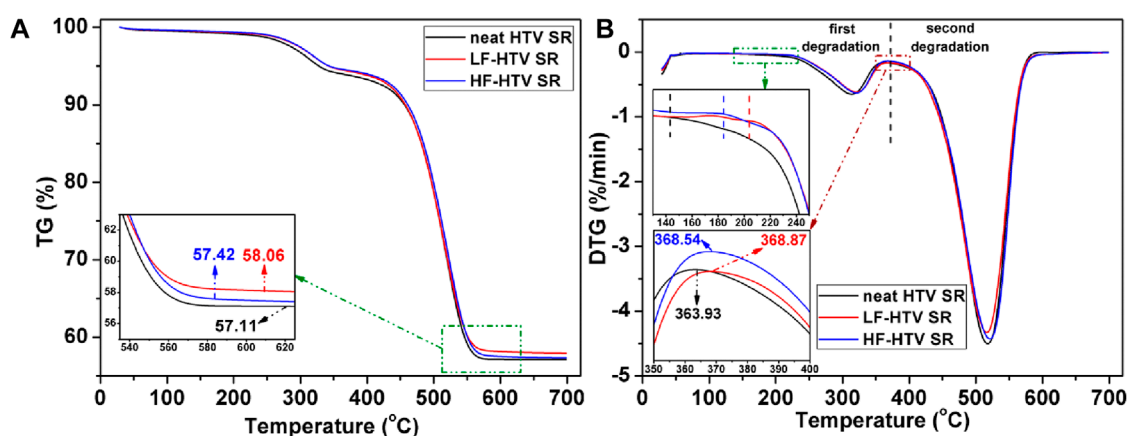 A
100
90
80
70
60
TG (%)
0 100 200 300 400 500 600 700
Temperature (°C)
neat HTV SR
LF-HTV SR
HF-HTV SR
62
60
58
56
540 560 580 600 620
57.42 58.06
57.11
B
0
-1
-2
-3
-4
-5
DTG (%/min)
0 100 200 300 400 500 600 700
Temperature (°C)
first
degradation
second
degradation
140 160 180 200 220 240
368.54 368.87
363.93
350 360 370 380 390 400
neat HTV SR
LF-HTV SR
HF-HTV SR